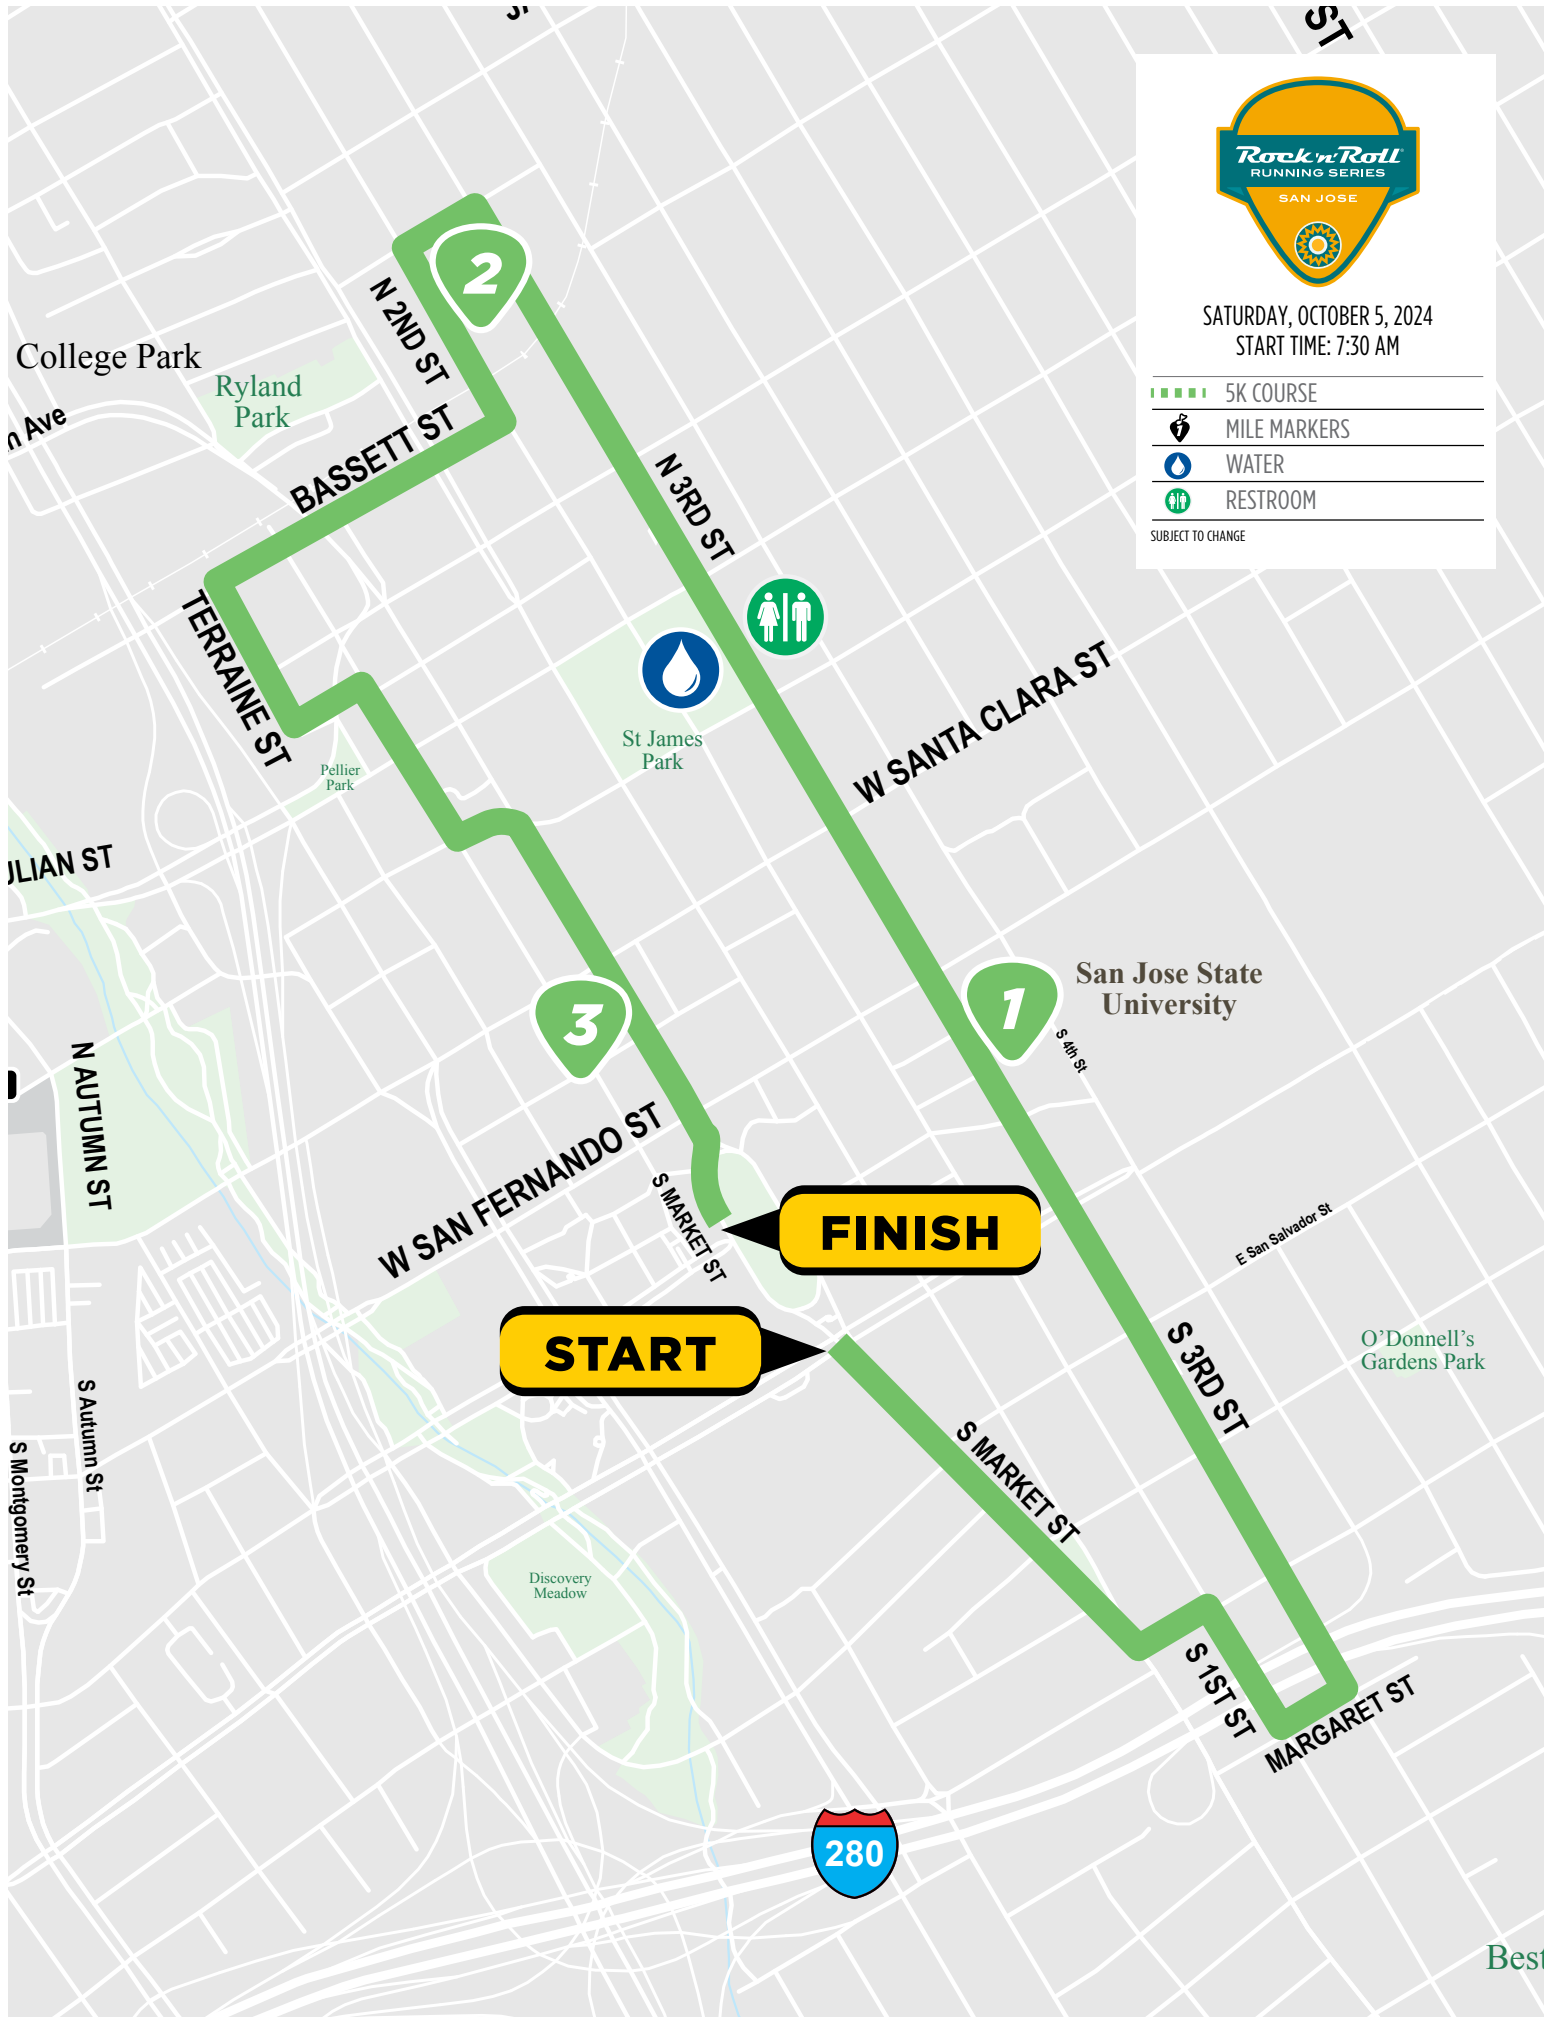 ST
Rock 'n' Roll
RUNNING SERIES
SAN JOSE
SATURDAY, OCTOBER 5, 2024
START TIME: 7:30 AM
5K COURSE
1
MILE MARKERS
WATER
RESTROOM
SUBJECT TO CHANGE
2
N 2ND ST
College Park
Ryland
Park
n Ave
BASSETT ST
N 3RD ST
TERRAINE ST
St James
Park
Pellier
Park
W SANTA CLARA ST
ULIAN ST
San Jose State
University
1
3
S 4th St
N AUTUMN ST
W SAN FERNANDO ST
S MARKET ST
FINISH
E San Salvador St
START
S 3RD ST
O'Donnell's
Gardens Park
S Autumn St
S Montgomery St
S MARKET ST
Discovery
Meadow
S 1ST ST
MARGARET ST
280
Best